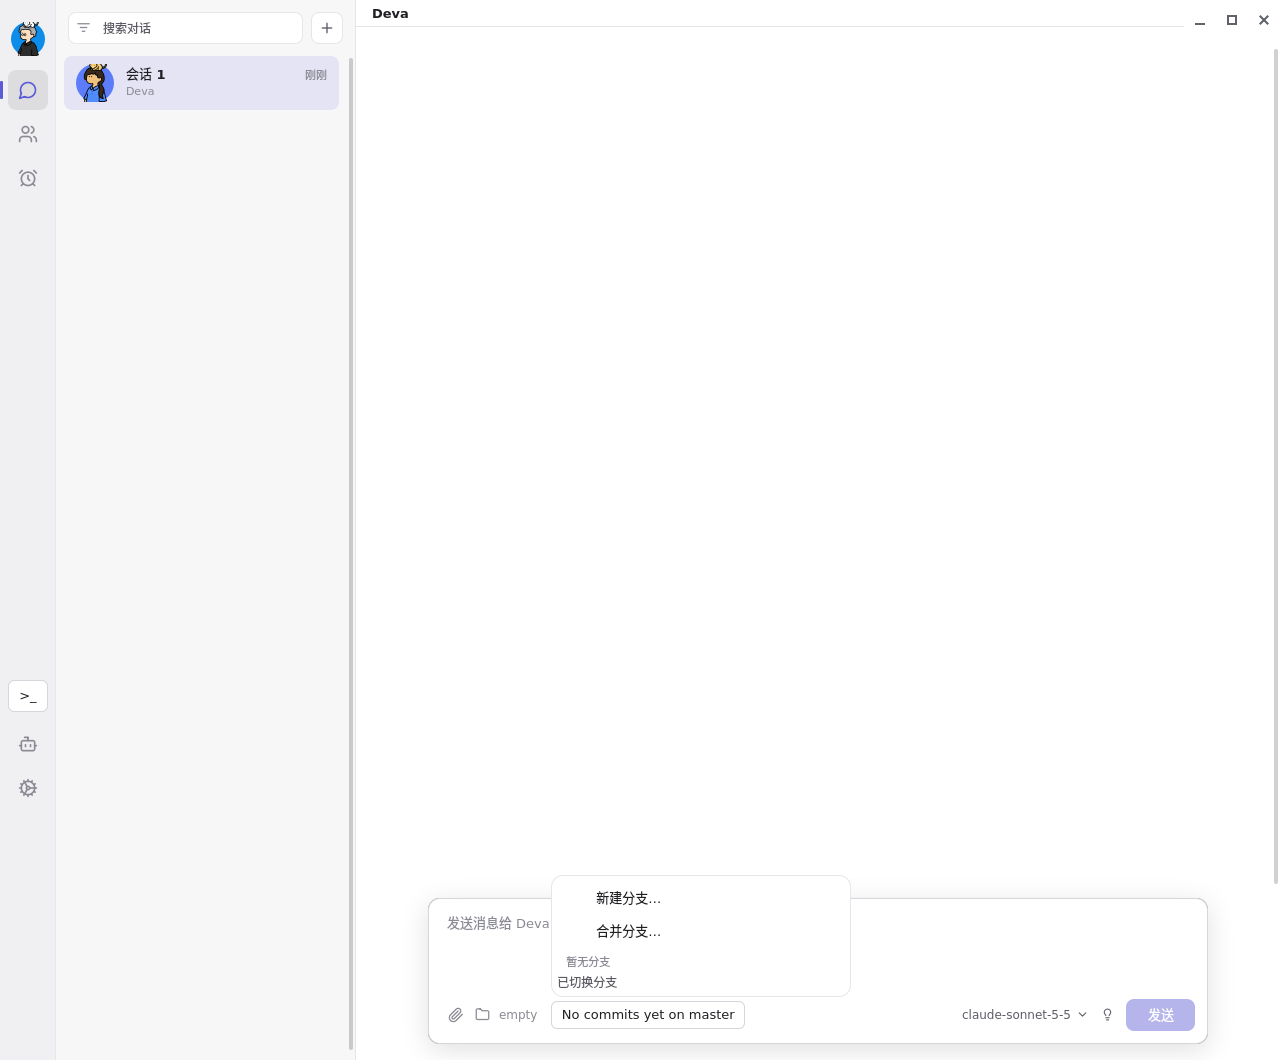 搜索对话
会话 1
刚刚
Deva
Deva
>_
新建分支...
合并分支...
暂无分支
已切换分支
发送消息给 Deva
empty
No commits yet on master
claude-sonnet-5-5
发送